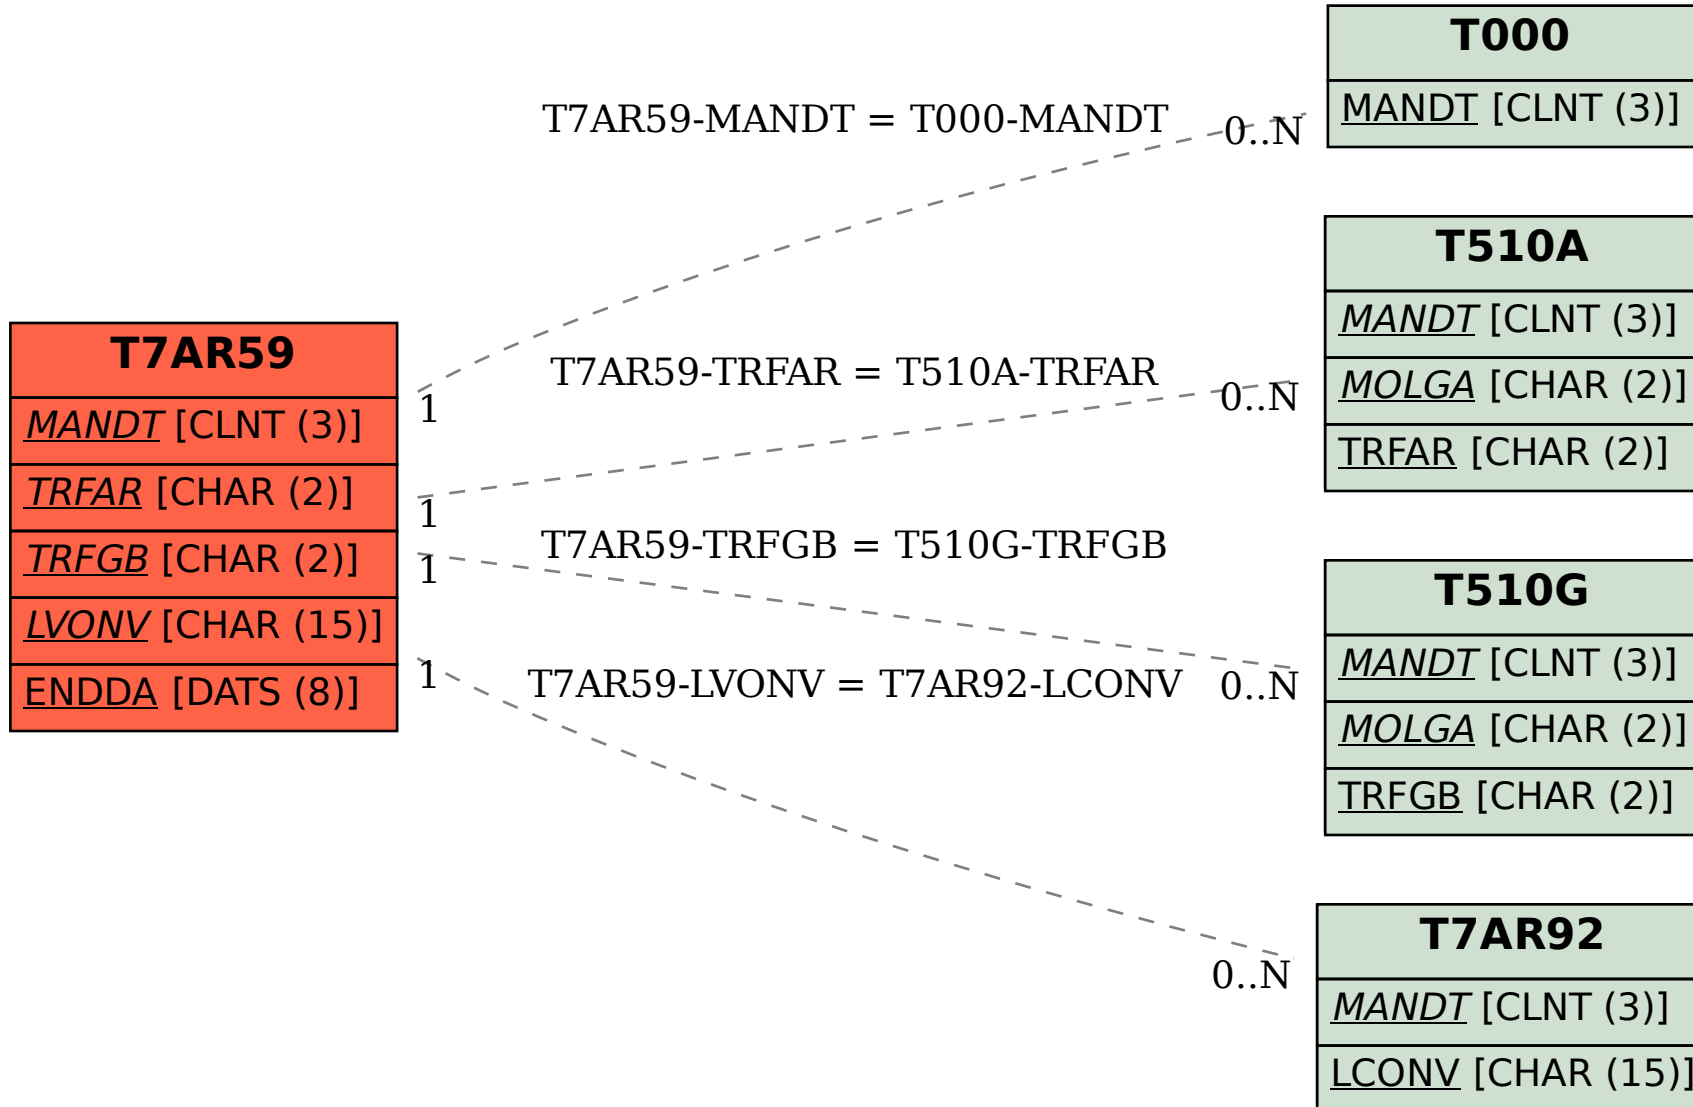 T7AR59
MANDT [CLNT (3)]
TRFAR [CHAR (2)]
TRFGB [CHAR (2)]
LVONV [CHAR (15)]
ENDDA [DATS (8)]
T7AR59-MANDT = T000-MANDT
1
0..N
T7AR59-TRFAR = T510A-TRFAR
1
0..N
T7AR59-TRFGB = T510G-TRFGB
1
0..N
T7AR59-LVONV = T7AR92-LCONV
1
0..N
T000
MANDT [CLNT (3)]
T510A
MANDT [CLNT (3)]
MOLGA [CHAR (2)]
TRFAR [CHAR (2)]
T510G
MANDT [CLNT (3)]
MOLGA [CHAR (2)]
TRFGB [CHAR (2)]
T7AR92
MANDT [CLNT (3)]
LCONV [CHAR (15)]